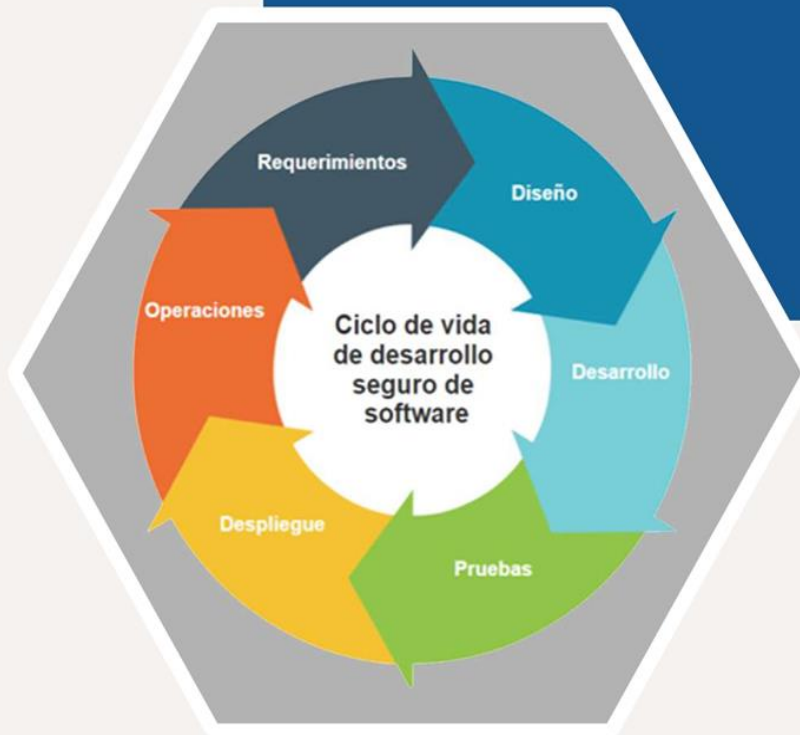 Requerimientos
Diseño
Operaciones
Ciclo de vida
de desarrollo
seguro de
software
Desarrollo
Despliegue
Pruebas